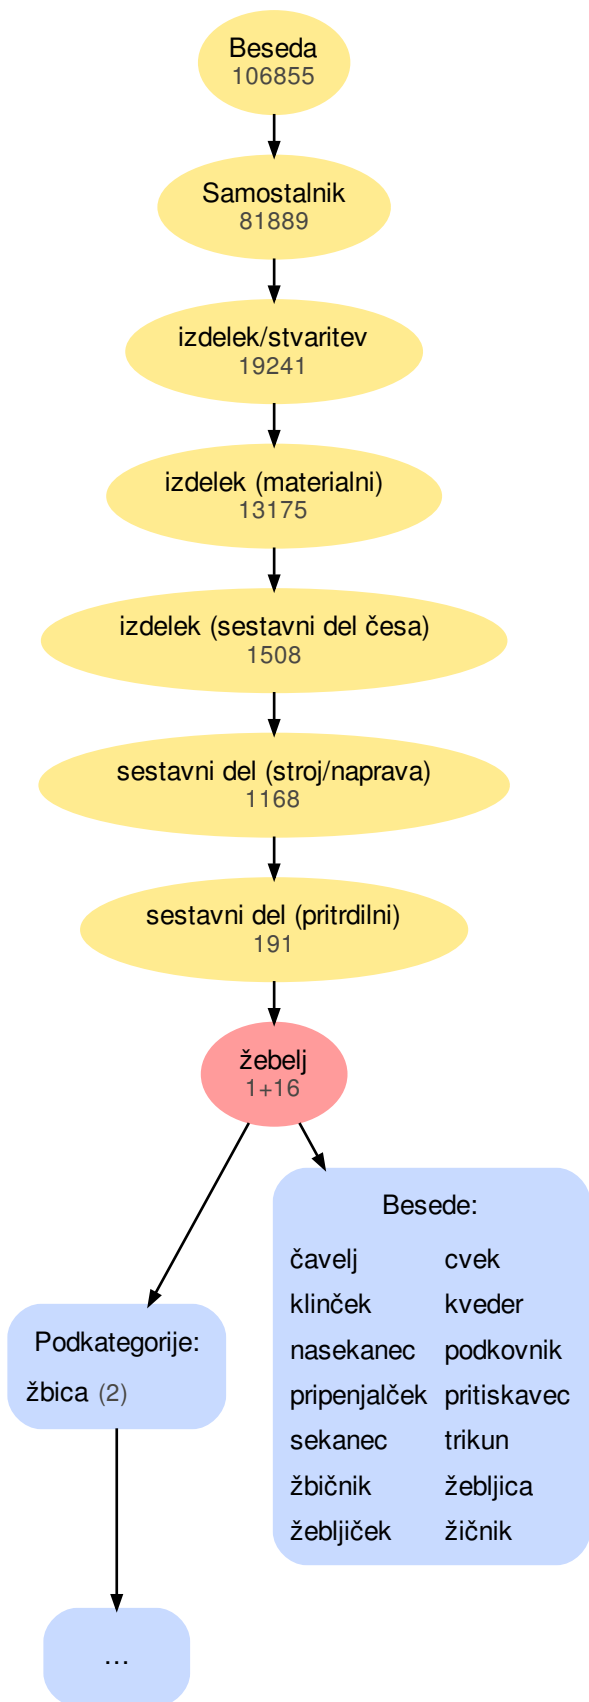 Beseda
106855
Samostalnik
81889
izdelek/stvaritev
19241
izdelek (materialni)
13175
izdelek (sestavni del česa)
1508
sestavni del (stroj/naprava)
1168
sestavni del (pritrdilni)
191
žebelj
1+16
Besede:
čavelj cvek
klinček kveder
nasekanec podkovnik
pripenjalček pritiskavec
sekanec trikun
žbičnik žebljica
žebljiček žičnik
Podkategorije:
žbica (2)
...